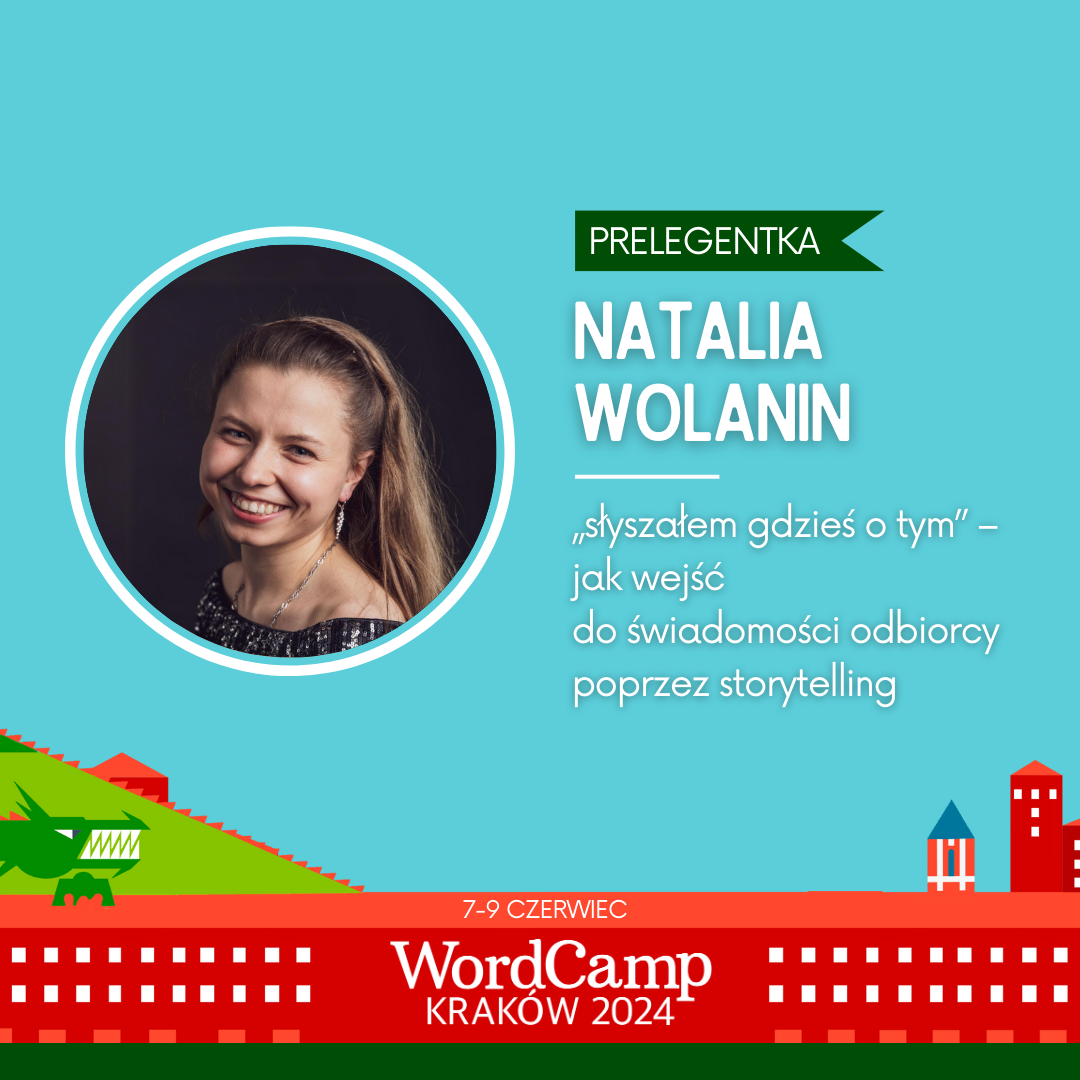 PRELEGENTKA
NATALIA
WOLANIN
„słyszałem gdzieś o tym” –
jak wejść
do świadomości odbiorcy
poprzez storytelling
7-9 CZERWIEC
WordCamp
KRAKÓW 2024